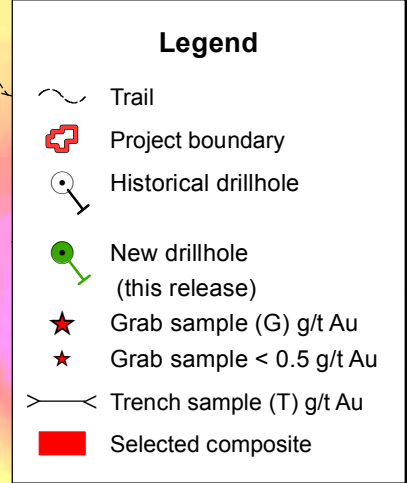 Legend
Trail
Project boundary
Historical drillhole
New drillhole
(this release)
Grab sample (G) g/t Au
Grab sample < 0.5 g/t Au
Trench sample (T) g/t Au
Selected composite